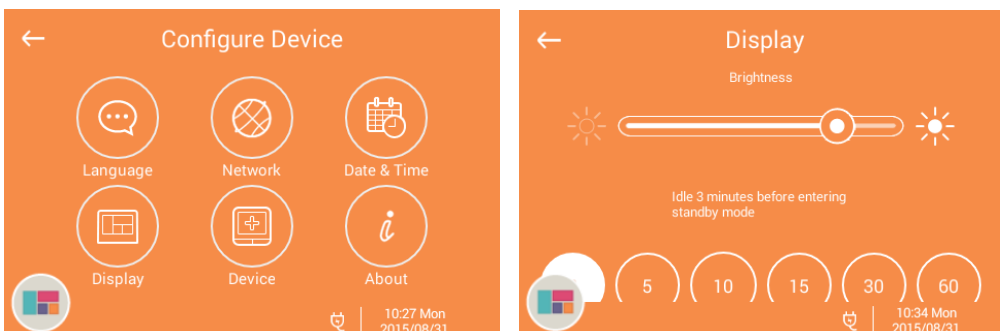 Configure Device
Language
Network
Date & Time
Display
Device
About
10:27 Mon
2015/08/31
Display
Brightness
Idle 3 minutes before entering
standby mode
5
10
15
30
60
10:34 Mon
2015/08/31